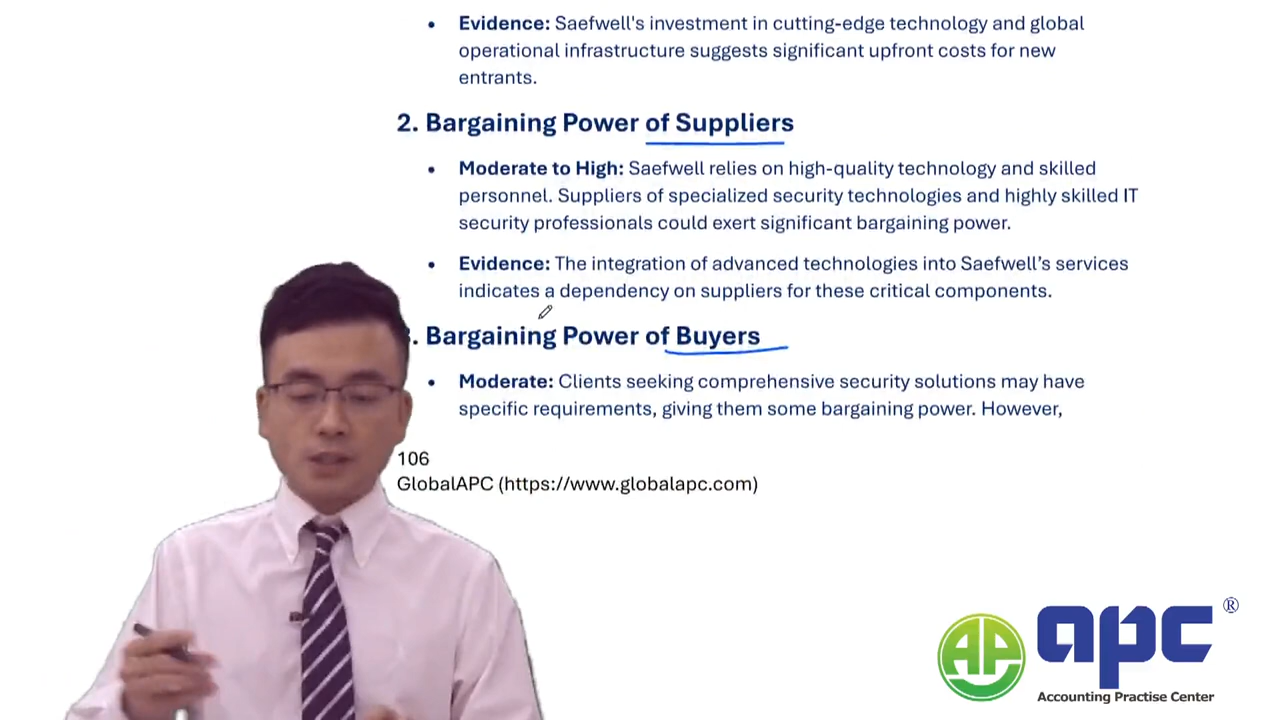 • Evidence: Saefwell's investment in cutting-edge technology and global
operational infrastructure suggests significant upfront costs for new
entrants.
2. Bargaining Power of Suppliers
• Moderate to High: Saefwell relies on high-quality technology and skilled
personnel. Suppliers of specialized security technologies and highly skilled IT
security professionals could exert significant bargaining power.
• Evidence: The integration of advanced technologies into Saefwell’s services
indicates a dependency on suppliers for these critical components.
. Bargaining Power of Buyers
• Moderate: Clients seeking comprehensive security solutions may have
specific requirements, giving them some bargaining power. However,
106
GlobalAPC (https://www.globalapc.com)
AP apc ®
Accounting Practise Center